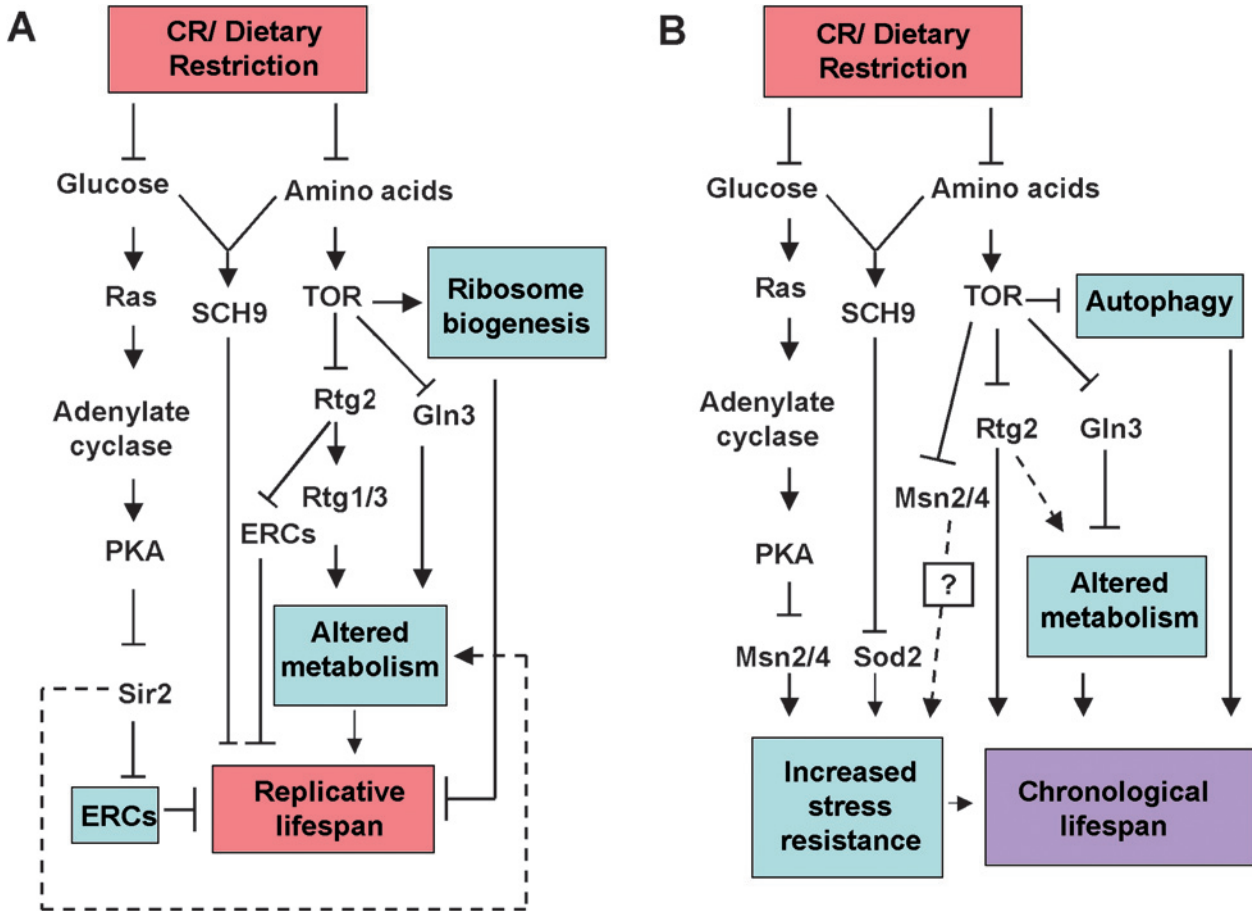 A
CR/ Dietary
Restriction
Glucose
Amino acids
Ras
SCH9
TOR
Ribosome
biogenesis
Adenylate
cyclase
Rtg2
Gln3
Rtg1/3
ERCs
PKA
Altered
metabolism
Sir2
ERCs
Replicative
lifespan
B
CR/ Dietary
Restriction
Glucose
Amino acids
Ras
SCH9
TOR
Autophagy
Adenylate
cyclase
Rtg2
Gln3
Msn2/4
PKA
?
Altered
metabolism
Msn2/4
Sod2
Increased
stress
resistance
Chronological
lifespan